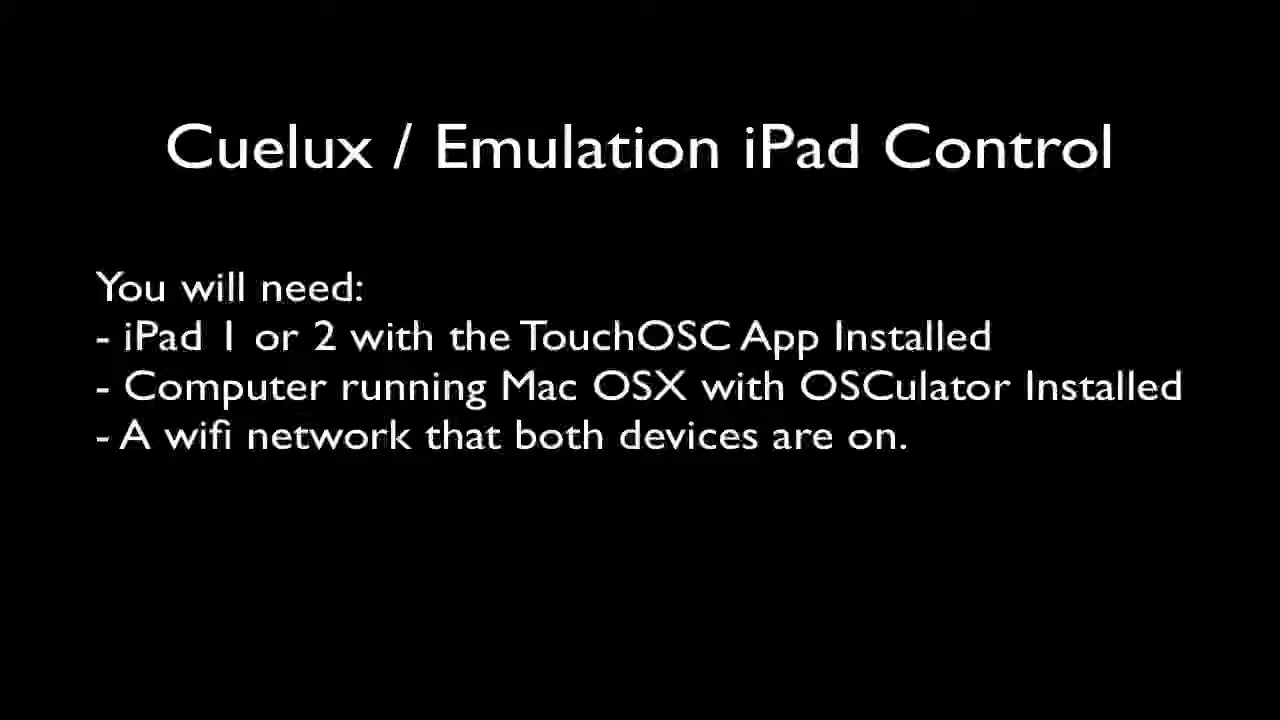 Cuelux / Emulation iPad Control
You will need:
- iPad 1 or 2 with the TouchOSC App Installed
- Computer running Mac OSX with OSCulator Installed
- A wifi network that both devices are on.